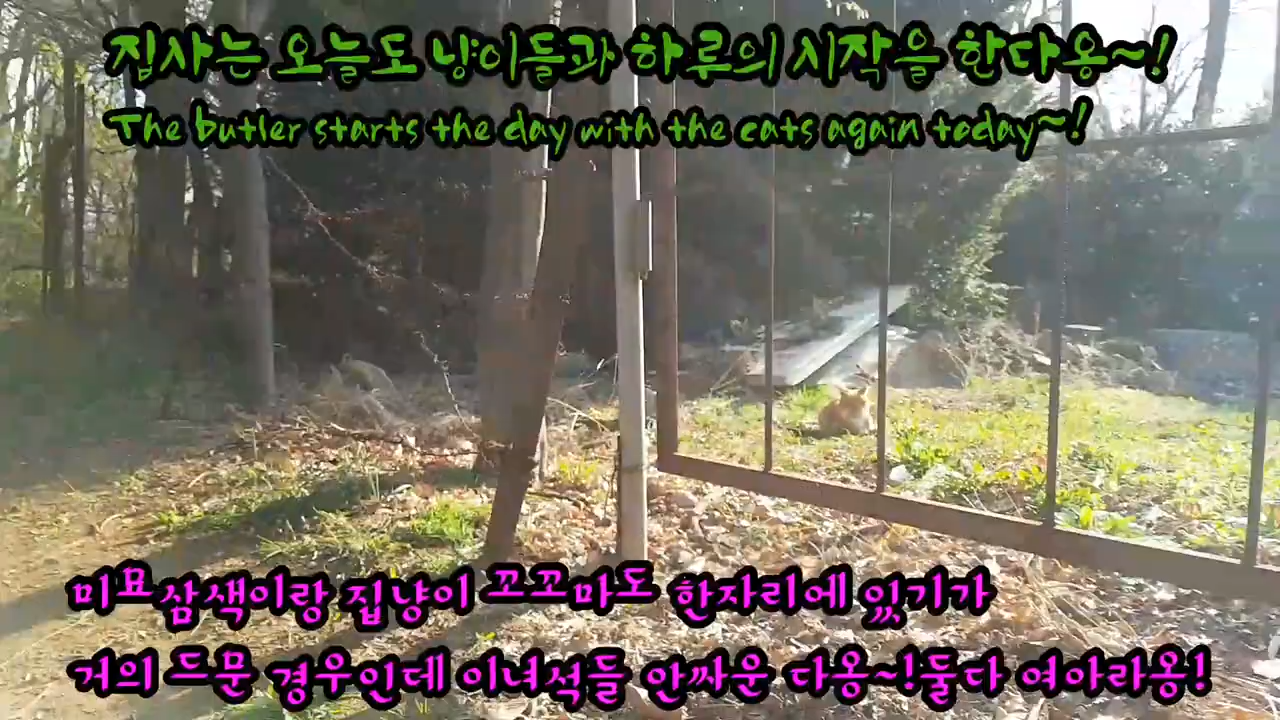 집사는 오늘도 냥이들과 하루의 시작을 한다옹~!
The butler starts the day with the cats again today~!
미묘삼색이랑 집냥이 꼬꼬마도 한자리에 있기가
거의 드문 경우인데 이녀석들 안싸운 다옹~!둘다 여아라옹!